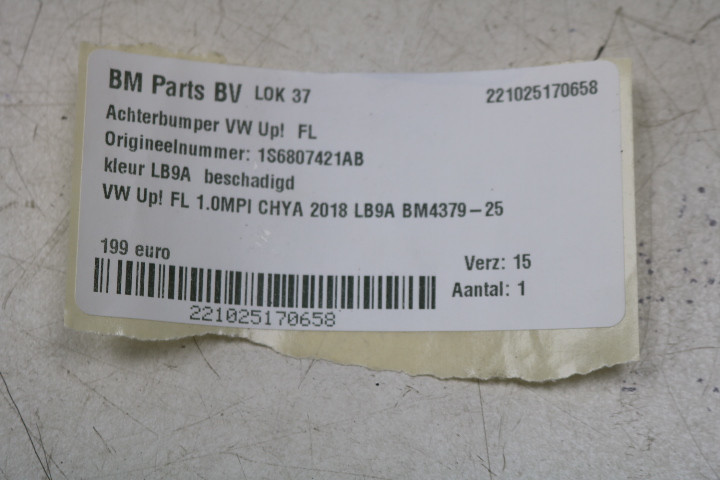 BM Parts BV LOK 37 221025170658
Achterbumper VW Up! FL
Origineelnummer: 1S6807421AB
kleur LB9A beschadigd
VW Up! FL 1.0MPI CHYA 2018 LB9A BM4379-25
199 euro Verz: 15
Aantal: 1
221025170658